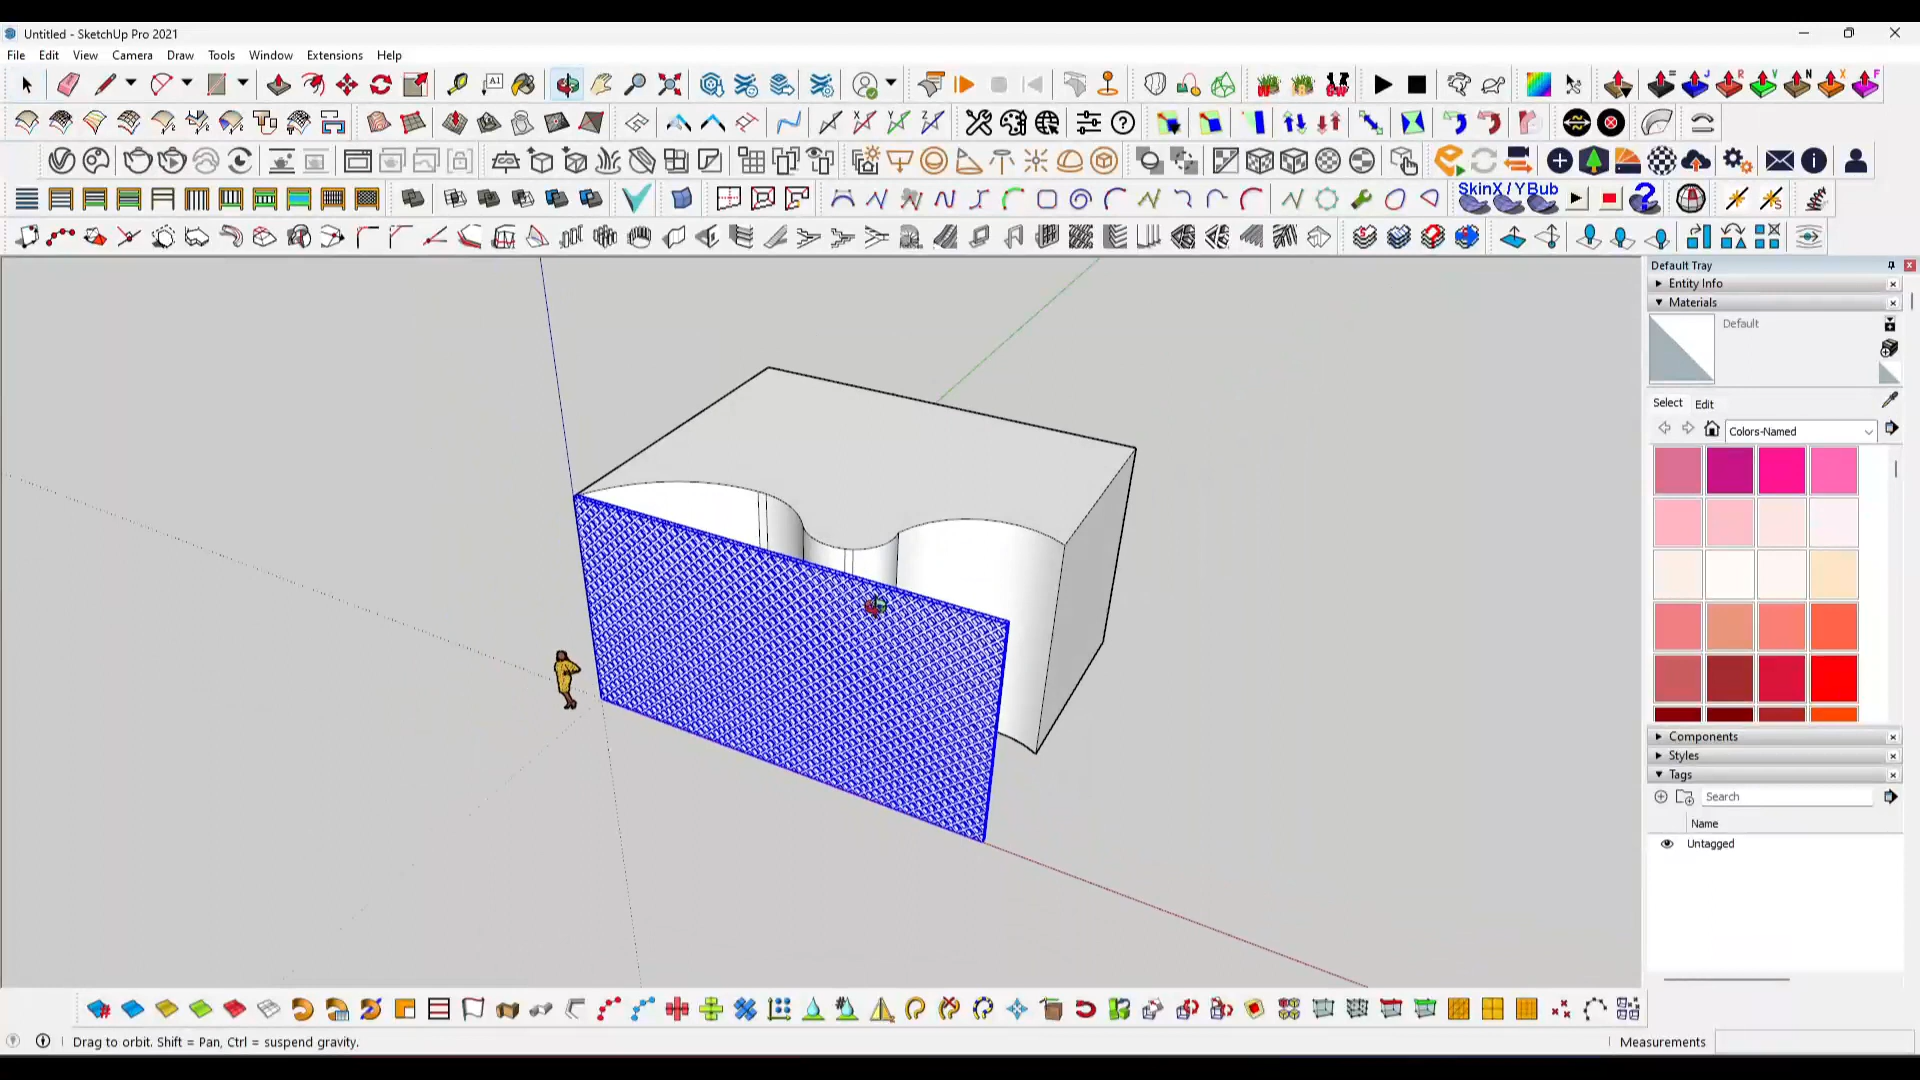 Untitled - SketchUp Pro 2021
File Edit View Camera Draw Tools Window Extensions Help
SkinX / YBub
Default Tray
Entity Info
Materials
Default
Select Edit
Colors-Named
Components
Styles
Tags
Search
Name
Untagged
Drag to orbit. Shift = Pan, Ctrl = suspend gravity.
Measurements